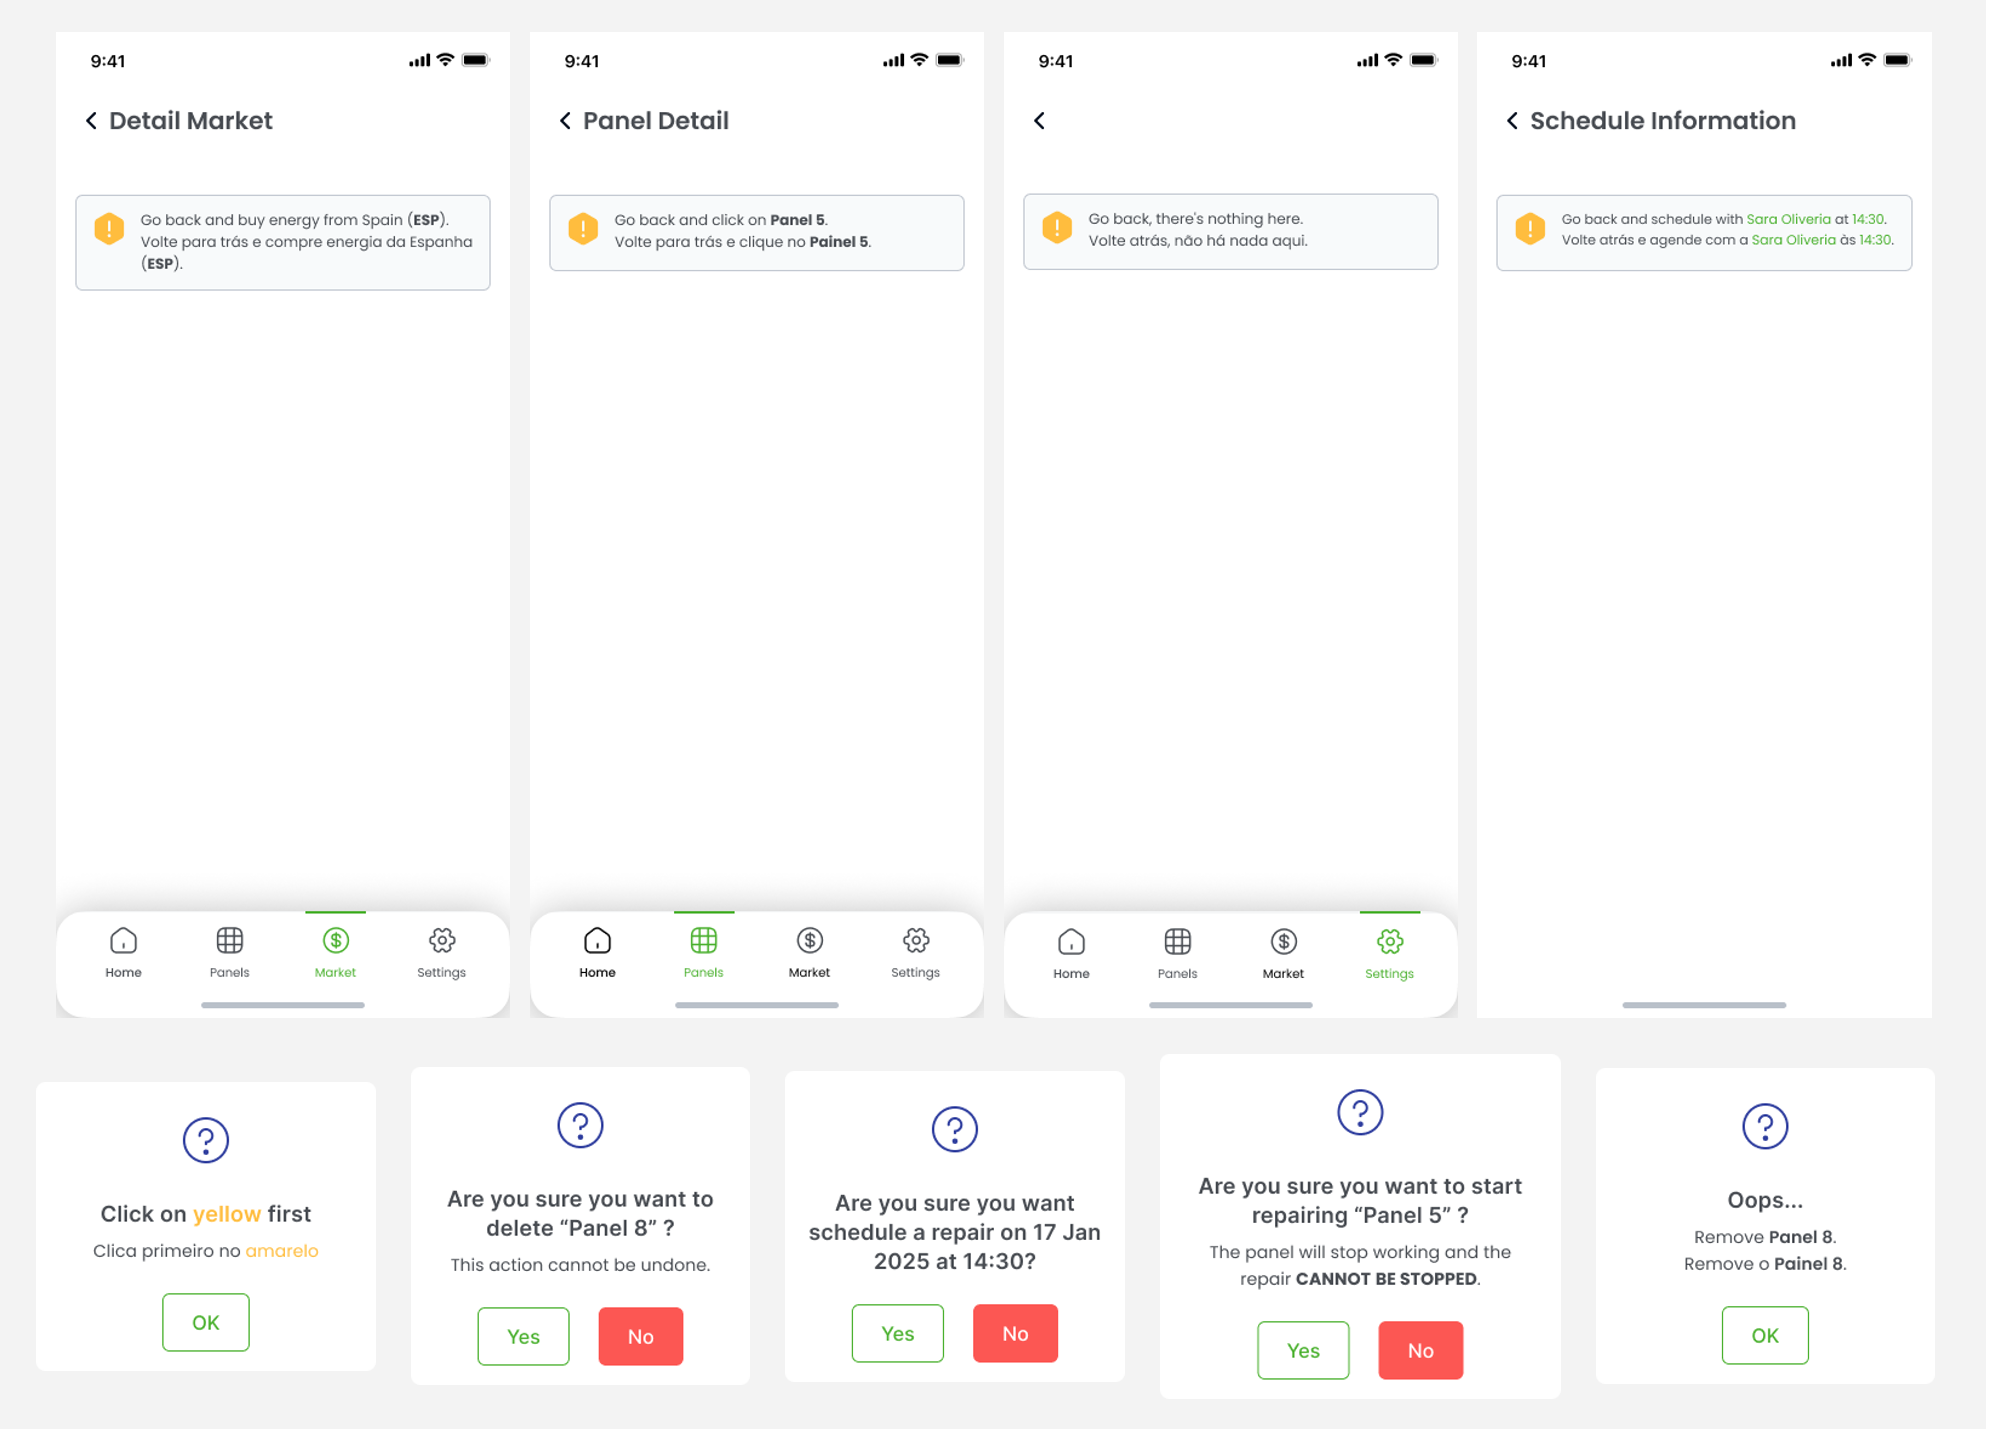 9:41
Detail Market
Go back and buy energy from Spain (ESP).
Volte para trás e compre energia da Espanha
(ESP).
Home
Panels
Market
Settings
9:41
Panel Detail
Go back and click on Panel 5.
Volte para trás e clique no Painel 5.
Home
Panels
Market
Settings
9:41
Go back, there's nothing here.
Volte atrás, não há nada aqui.
Home
Panels
Market
Settings
9:41
Schedule Information
Go back and schedule with Sara Oliveria at 14:30.
Volte atrás e agende com a Sara Oliveria às 14:30.
Click on yellow first
Clica primeiro no amarelo
OK
Are you sure you want to
delete “Panel 8” ?
This action cannot be undone.
Yes
No
Are you sure you want
schedule a repair on 17 Jan
2025 at 14:30?
Yes
No
Are you sure you want to start
repairing “Panel 5” ?
The panel will stop working and the
repair CANNOT BE STOPPED.
Yes
No
Oops...
Remove Panel 8.
Remove o Painel 8.
OK